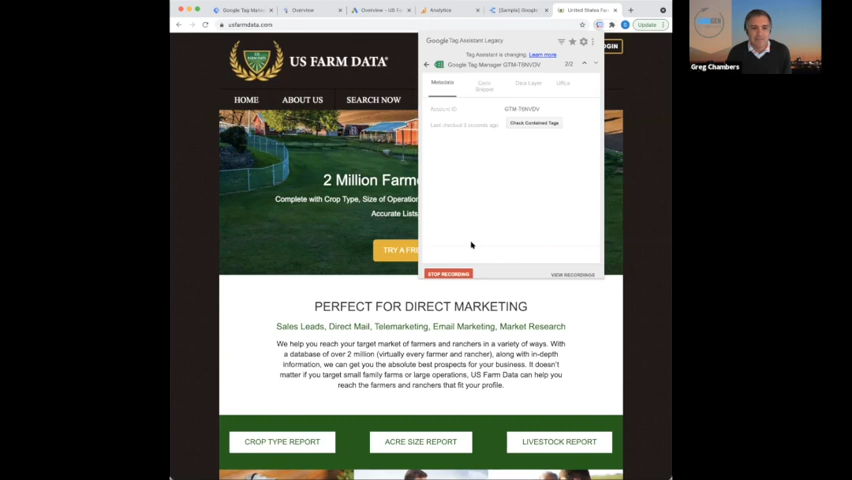 Google Tag Mana
Overview
Overview – US F
Analytics
[Sample] Google
United States Far
usfarmdata.com
Update
US FARM DATA
US FARM DATA®
HOME
ABOUT US
SEARCH NOW
LOGIN
Google Tag Assistant Legacy
Tag Assistant is changing. Learn more
Google Tag Manager GTM-T6NVDV
2/2
Metadata
Code Snippet
Data Layer
URLs
Account ID
GTM-T6NVDV
Last checked 2 seconds ago
Check Contained Tags
STOP RECORDING
VIEW RECORDINGS
2 Million Farme
Complete with Crop Type, Size of Operation
Accurate Lists
TRY A FRE
PERFECT FOR DIRECT MARKETING
Sales Leads, Direct Mail, Telemarketing, Email Marketing, Market Research
We help you reach your target market of farmers and ranchers in a variety of ways. With
a database of over 2 million (virtually every farmer and rancher), along with in-depth
information, we can get you the absolute best prospects for your business. It doesn't
matter if you target small family farms or large operations, US Farm Data can help you
reach the farmers and ranchers that fit your profile.
CROP TYPE REPORT
ACRE SIZE REPORT
LIVESTOCK REPORT
Greg Chambers